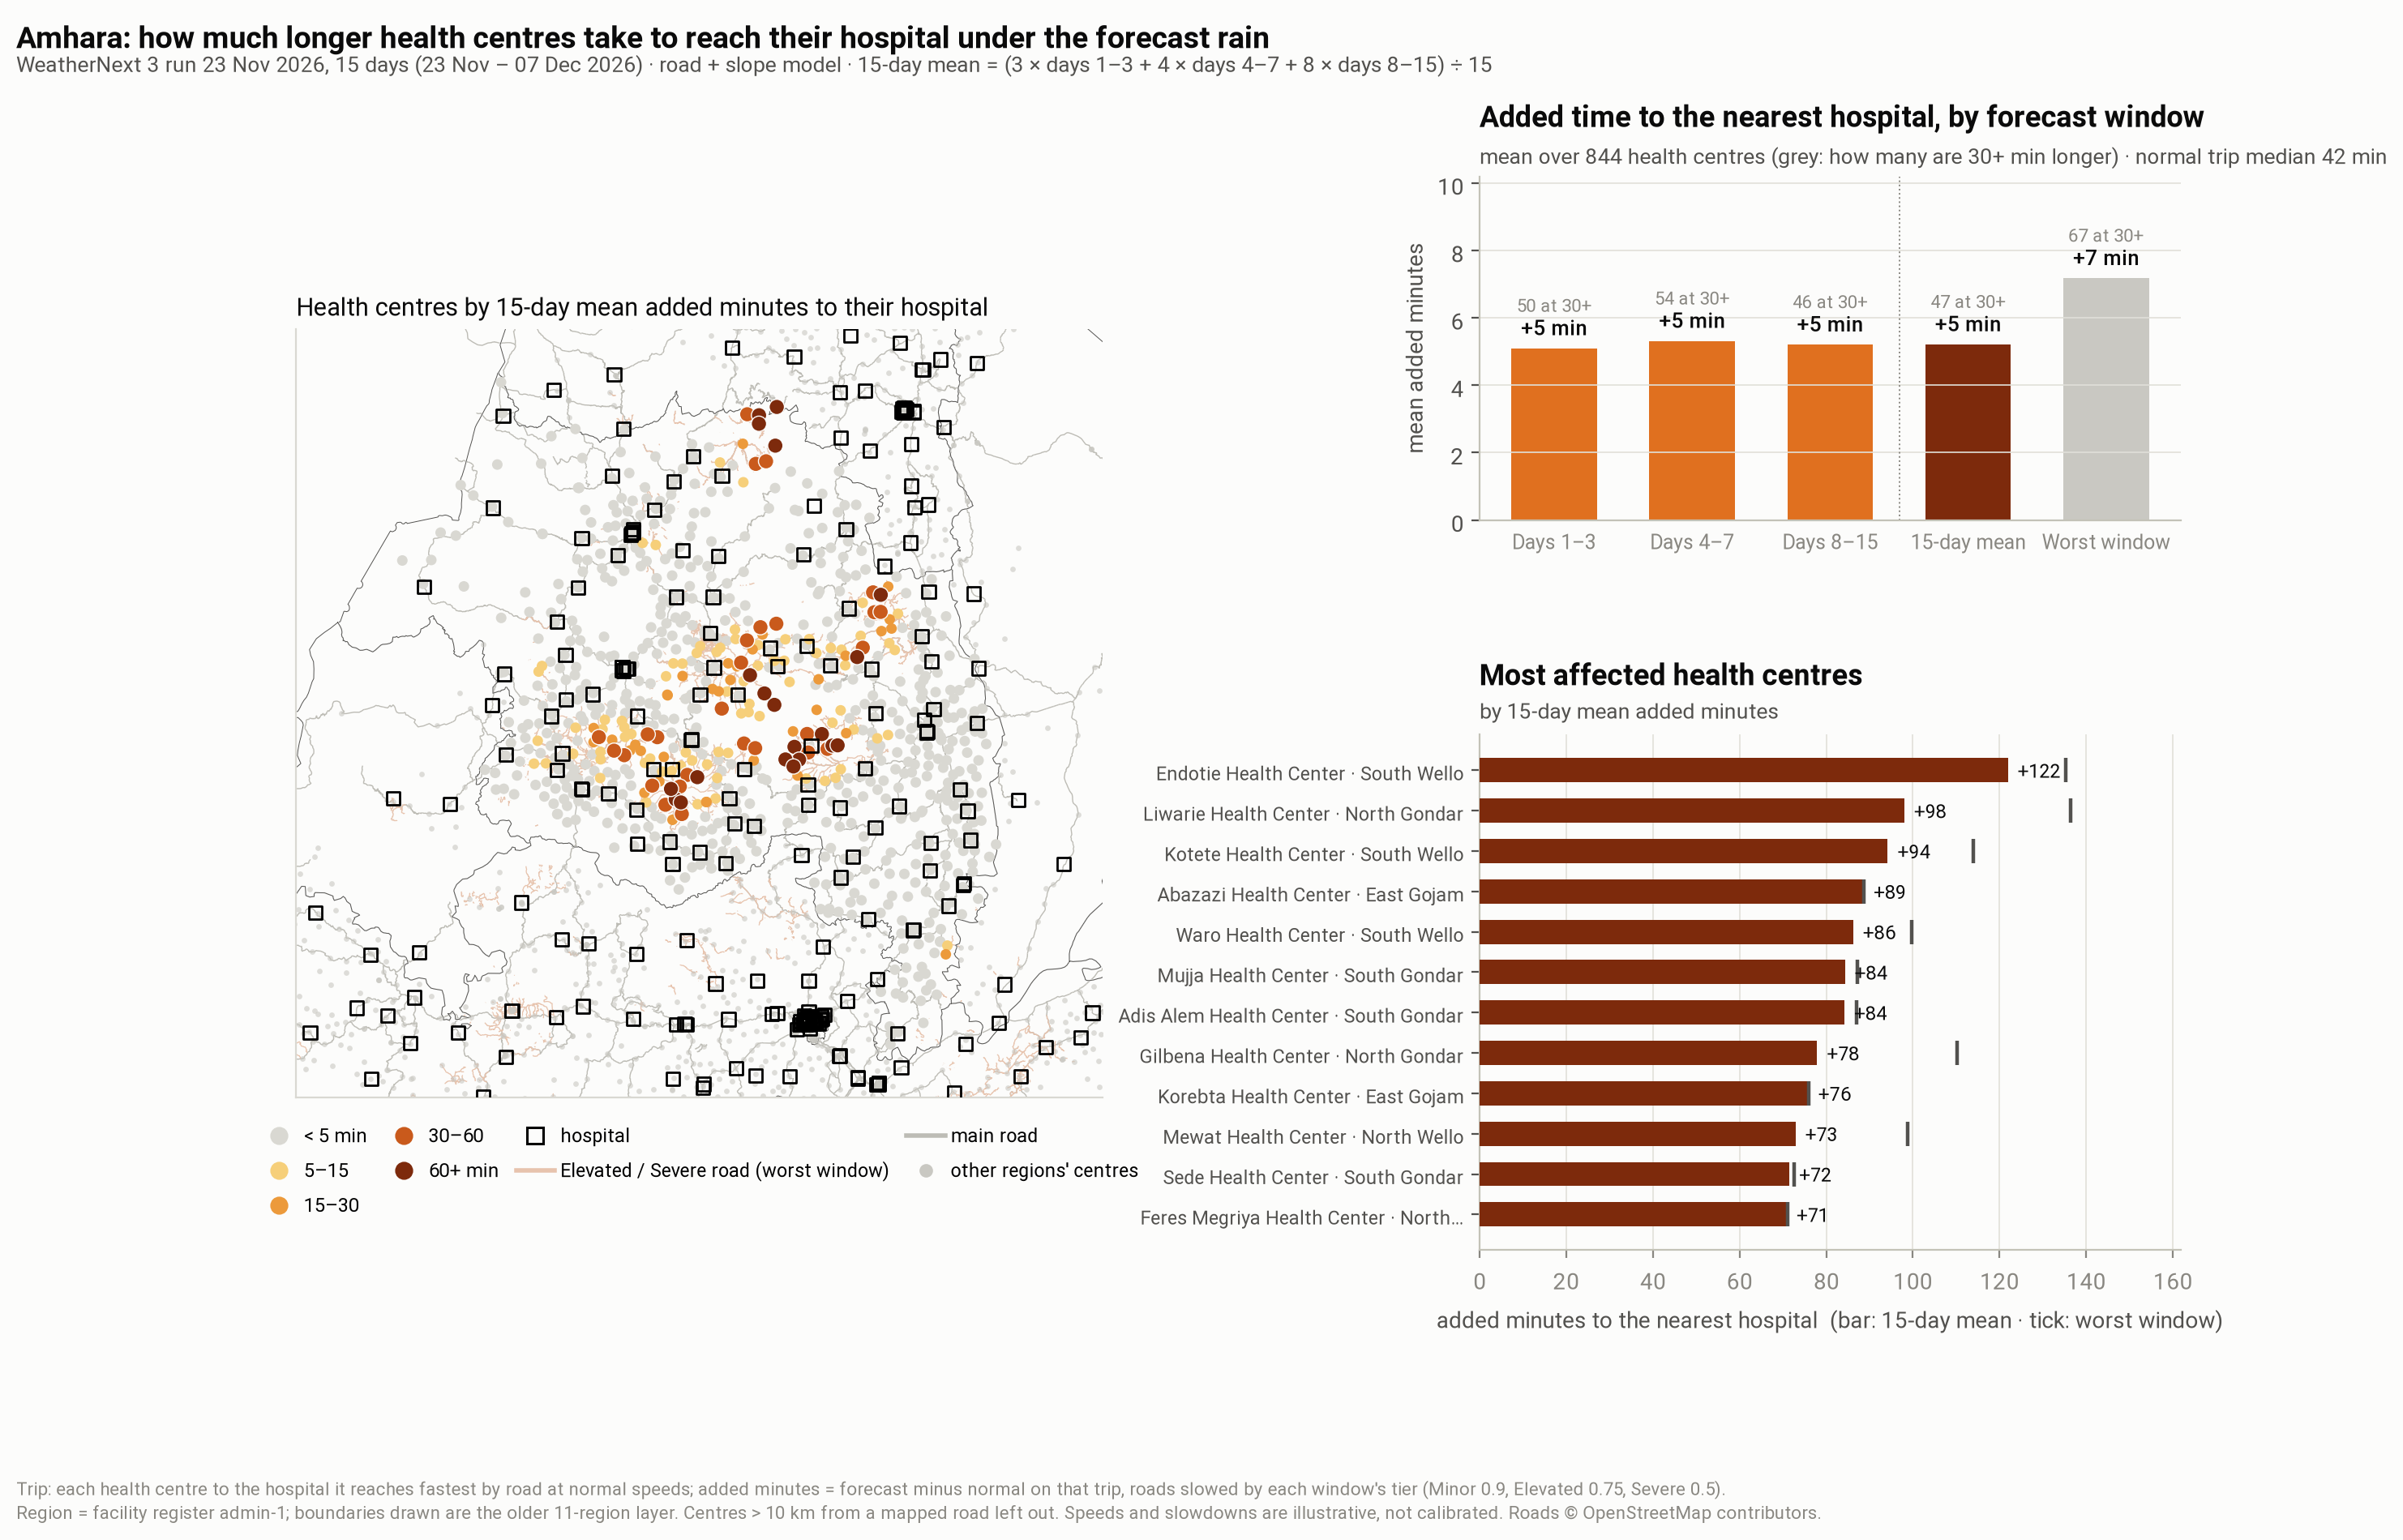 Amhara: how much longer health centres take to reach their hospital under the forecast rain
WeatherNext 3 run 23 Nov 2026, 15 days (23 Nov – 07 Dec 2026) · road + slope model · 15-day mean = (3 × days 1–3 + 4 × days 4–7 + 8 × days 8–15) ÷ 15
Health centres by 15-day mean added minutes to their hospital
< 5 min
5–15
15–30
30–60
60+ min
hospital
Elevated / Severe road (worst window)
main road
other regions' centres
Added time to the nearest hospital, by forecast window
mean over 844 health centres (grey: how many are 30+ min longer) · normal trip median 42 min
mean added minutes
10
8
6
4
2
0
50 at 30+
+5 min
54 at 30+
+5 min
46 at 30+
+5 min
47 at 30+
+5 min
67 at 30+
+7 min
Days 1–3
Days 4–7
Days 8–15
15-day mean
Worst window
Most affected health centres
by 15-day mean added minutes
Endotie Health Center · South Wello +122
Liwarie Health Center · North Gondar +98
Kotete Health Center · South Wello +94
Abazazi Health Center · East Gojam +89
Waro Health Center · South Wello +86
Mujja Health Center · South Gondar +84
Adis Alem Health Center · South Gondar +84
Gilbena Health Center · North Gondar +78
Korebta Health Center · East Gojam +76
Mewat Health Center · North Wello +73
Sede Health Center · South Gondar +72
Feres Megriya Health Center · North… +71
0 20 40 60 80 100 120 140 160
added minutes to the nearest hospital (bar: 15-day mean · tick: worst window)
Trip: each health centre to the hospital it reaches fastest by road at normal speeds; added minutes = forecast minus normal on that trip, roads slowed by each window's tier (Minor 0.9, Elevated 0.75, Severe 0.5).
Region = facility register admin-1; boundaries drawn are the older 11-region layer. Centres > 10 km from a mapped road left out. Speeds and slowdowns are illustrative, not calibrated. Roads © OpenStreetMap contributors.